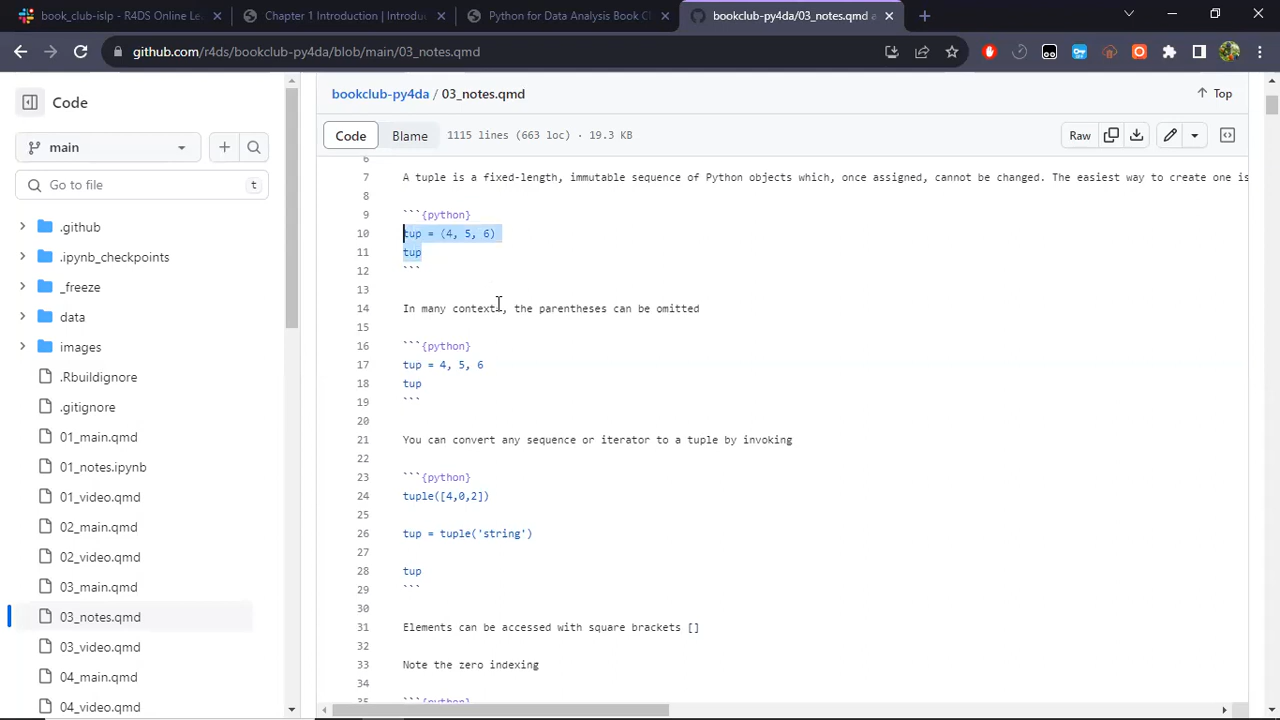 book_club-islp - R4DS Online Le
Chapter 1 Introduction | Introdu
Python for Data Analysis Book Cl
bookclub-py4da/03_notes.qmd a
github.com/r4ds/bookclub-py4da/blob/main/03_notes.qmd
Code
main
Go to file
t
.github
.ipynb_checkpoints
_freeze
data
images
.Rbuildignore
.gitignore
01_main.qmd
01_notes.ipynb
01_video.qmd
02_main.qmd
02_video.qmd
03_main.qmd
03_notes.qmd
03_video.qmd
04_main.qmd
04_video.qmd
bookclub-py4da / 03_notes.qmd
Top
Code Blame 1115 lines (663 loc) · 19.3 KB
Raw
6
7 A tuple is a fixed-length, immutable sequence of Python objects which, once assigned, cannot be changed. The easiest way to create one is
8
9 ```{python}
10 tup = (4, 5, 6)
11 tup
12 ```
13
14 In many contexts, the parentheses can be omitted
15
16 ```{python}
17 tup = 4, 5, 6
18 tup
19 ```
20
21 You can convert any sequence or iterator to a tuple by invoking
22
23 ```{python}
24 tuple([4,0,2])
25
26 tup = tuple('string')
27
28 tup
29 ```
30
31 Elements can be accessed with square brackets []
32
33 Note the zero indexing
34
35 ```{python}